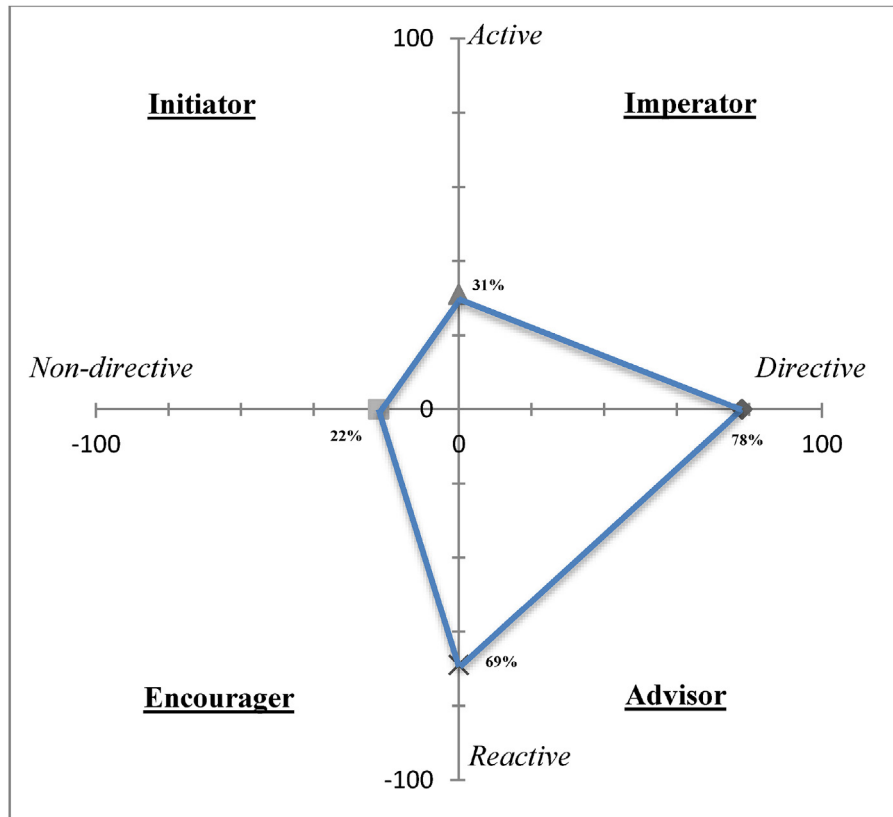 100 Active
Initiator Imperator
31%
Non-directive Directive
0
-100 22% 0 78% 100
69%
Encourager Advisor
Reactive
-100